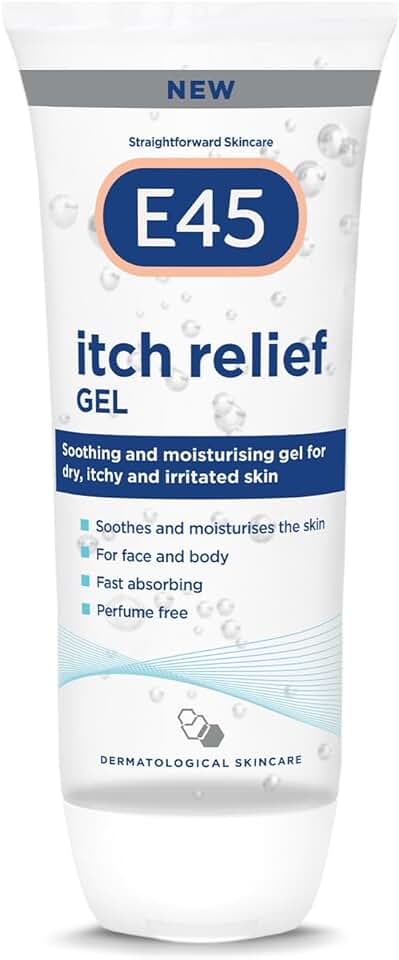 NEW
Straightforward Skincare
E45
itch relief
GEL
Soothing and moisturising gel for
dry, itchy and irritated skin
Soothes and moisturises the skin
For face and body
Fast absorbing
Perfume free
DERMATOLOGICAL SKINCARE